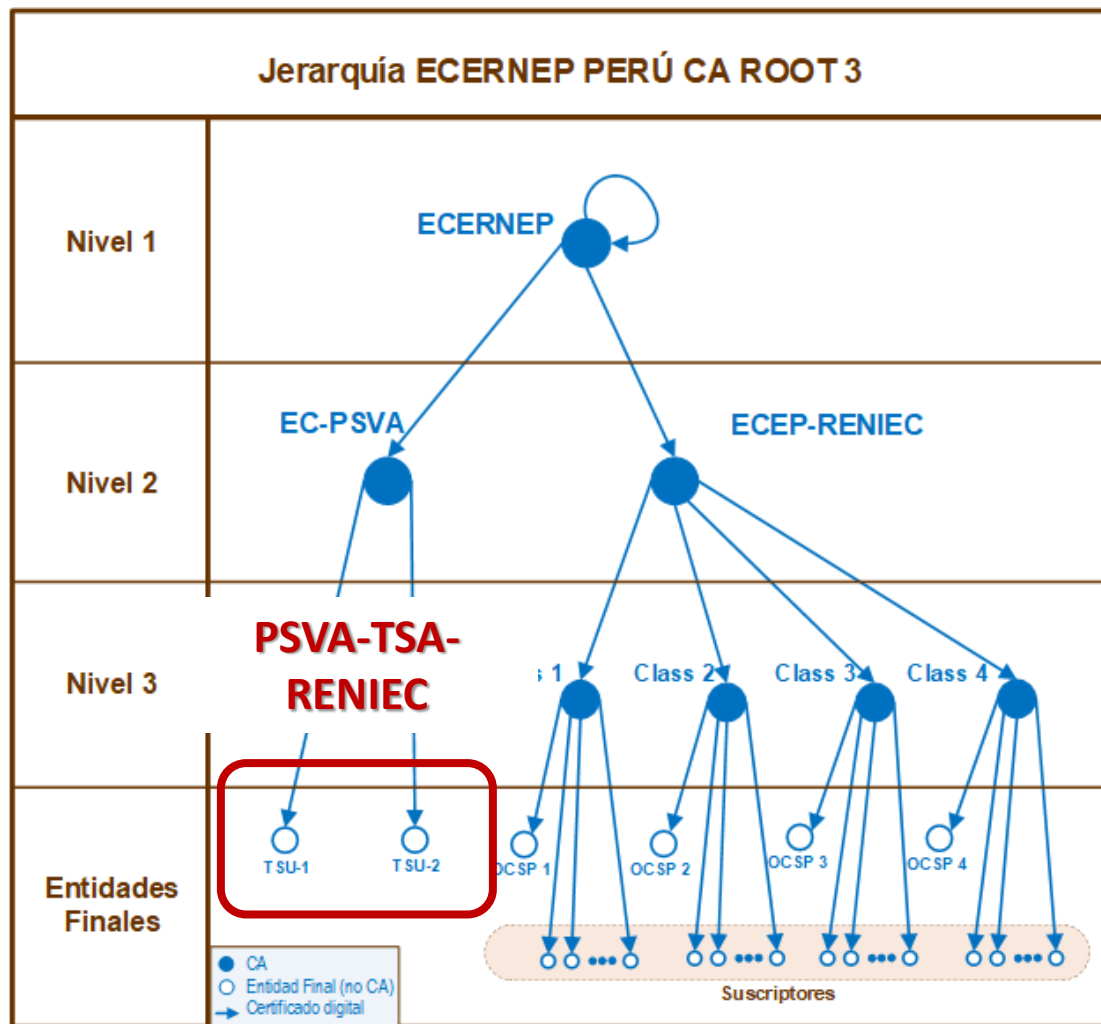 Jerarquía ECERNEP PERÚ CA ROOT 3
Nivel 1
ECERNEP
Nivel 2
EC-PSVA
ECEP-RENIEC
Nivel 3
PSVA-TSA-
RENIEC
s 1
Class 2
Class 3
Class 4
Entidades
Finales
TSU-1
TSU-2
OCSP 1
OCSP 2
OCSP 3
OCSP 4
CA
Entidad Final (no CA)
Certificado digital
Suscriptores